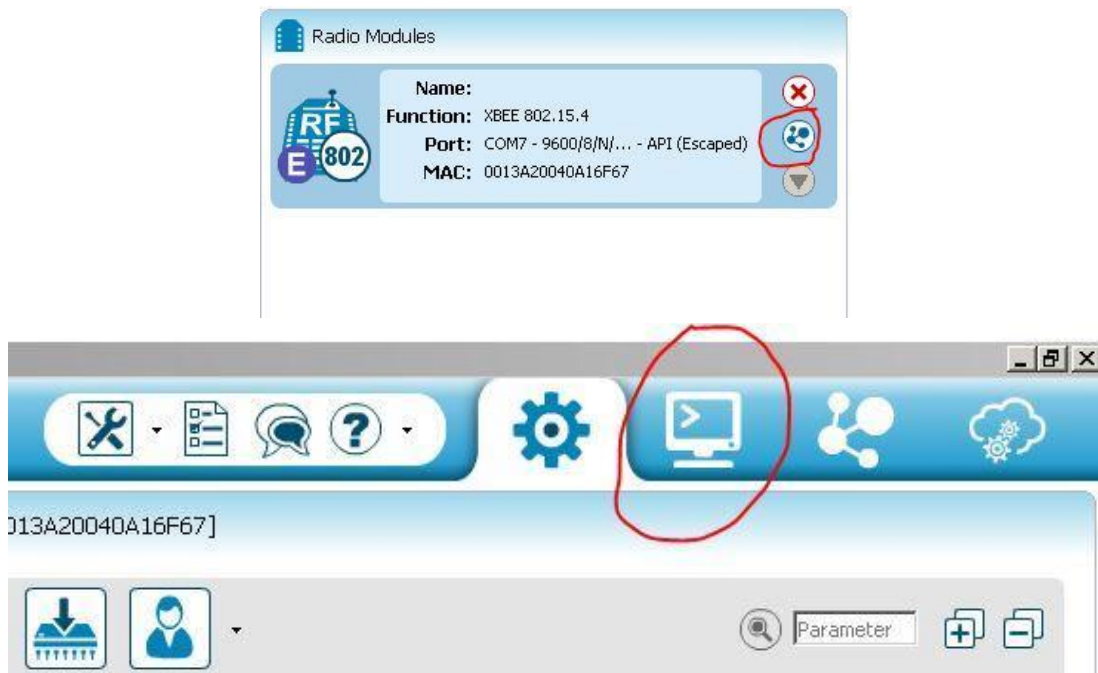 Radio Modules
Name:
Function: XBEE 802.15.4
Port: COM7 - 9600/8/N/... - API (Escaped)
MAC: 0013A20040A16F67
RF
E
802
?
>
013A20040A16F67]
Parameter